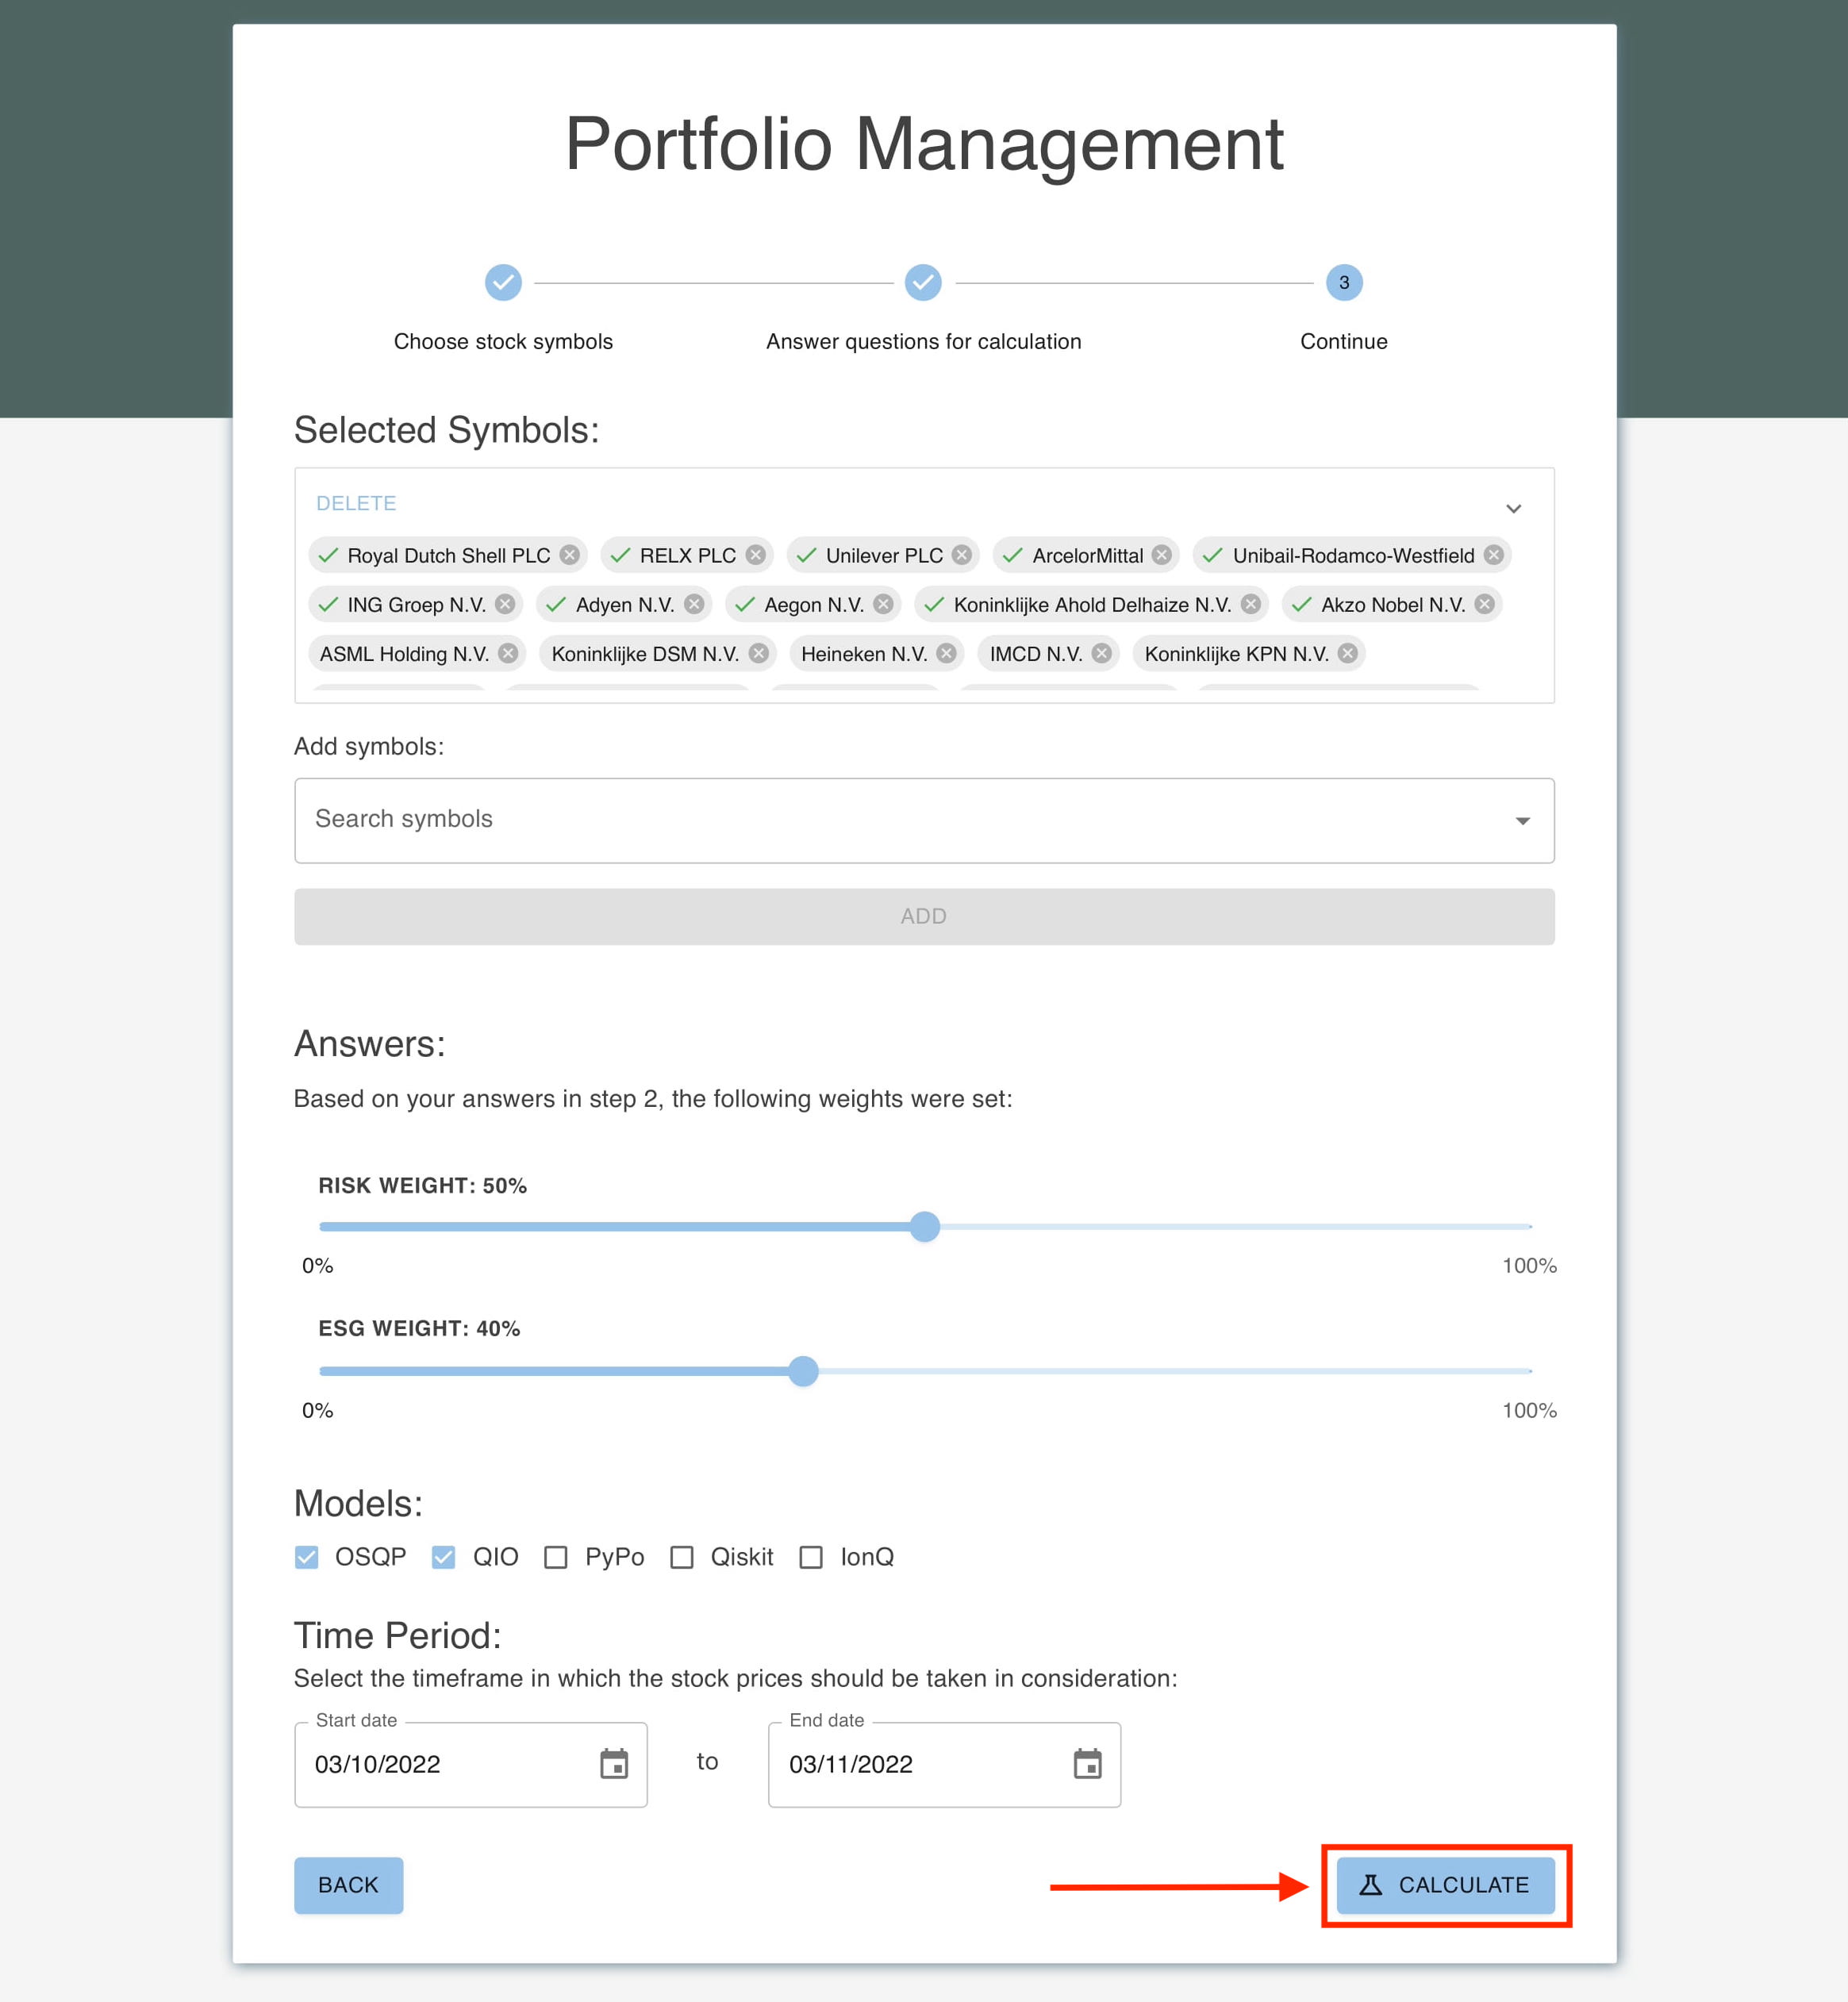 Portfolio Management
3
Choose stock symbols
Answer questions for calculation
Continue
Selected Symbols:
DELETE
Royal Dutch Shell PLC RELX PLC Unilever PLC ArcelorMittal Unibail-Rodamco-Westfield
ING Groep N.V. Adyen N.V. Aegon N.V. Koninklijke Ahold Delhaize N.V. Akzo Nobel N.V.
ASML Holding N.V. Koninklijke DSM N.V. Heineken N.V. IMCD N.V. Koninklijke KPN N.V.
Add symbols:
Search symbols
ADD
Answers:
Based on your answers in step 2, the following weights were set:
RISK WEIGHT: 50%
0% 100%
ESG WEIGHT: 40%
0% 100%
Models:
OSQP QIO PyPo Qiskit IonQ
Time Period:
Select the timeframe in which the stock prices should be taken in consideration:
Start date End date
03/10/2022 to 03/11/2022
BACK CALCULATE